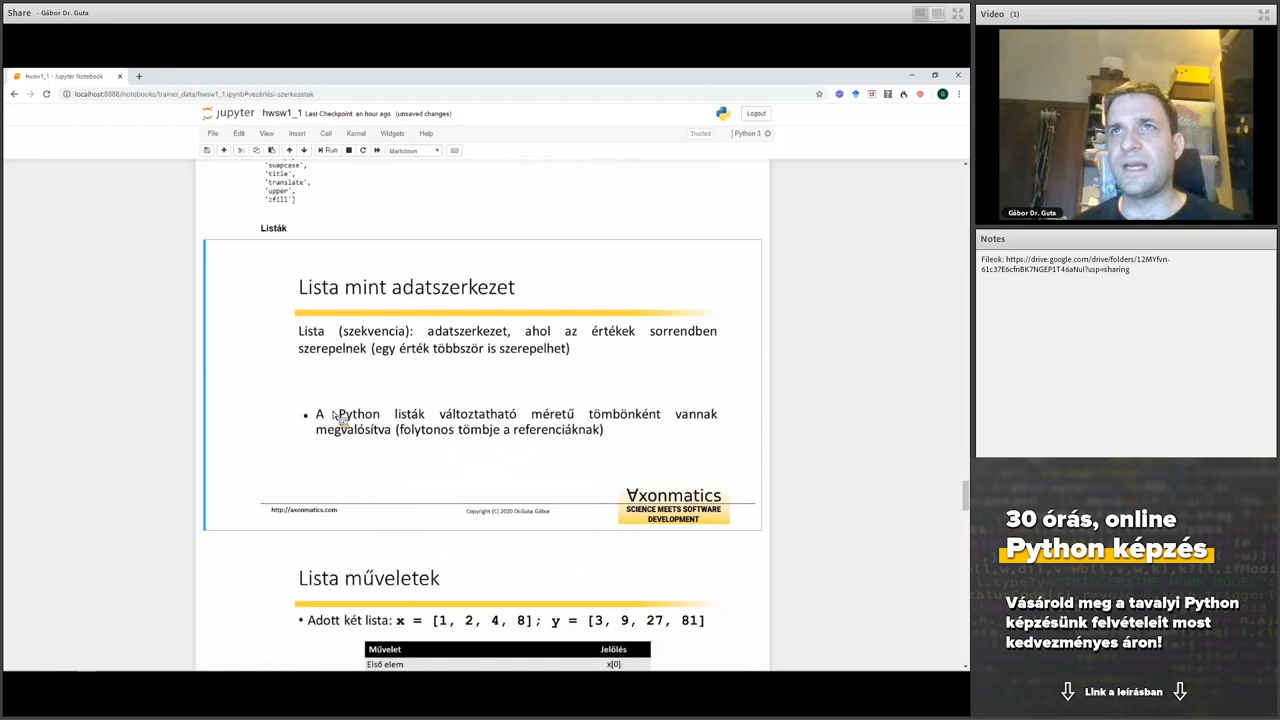 Share - Gábor Dr. Guta
hwsw1_1 - Jupyter Notebook
localhost:8888/notebooks/trainer_data/hwsw1_1.ipynb#vezérlési-szerkezetek
jupyter hwsw1_1 Last Checkpoint: an hour ago (unsaved changes)
Logout
File Edit View Insert Cell Kernel Widgets Help
Trusted
Python 3
Run
Markdown
'swapcase',
'title',
'translate',
'upper',
'zfill']
Listák
Lista mint adatszerkezet
Lista (szekvencia): adatszerkezet, ahol az értékek sorrendben
szerepelnek (egy érték többször is szerepelhet)
• A Python listák változtatható méretű tömbönként vannak
megvalósítva (folytonos tömbje a referenciáknak)
http://axonmatics.com
Copyright (C) 2020 Dr.Guta Gábor
∀xonmatics
SCIENCE MEETS SOFTWARE
DEVELOPMENT
Lista műveletek
• Adott két lista: x = [1, 2, 4, 8]; y = [3, 9, 27, 81]
Művelet Jelölés
Első elem x[0]
Video (1)
Gábor Dr. Guta
Notes
Fileok: https://drive.google.com/drive/folders/12MYfvn-
61c37E6cfnBK7NGEP1T46aNuI?usp=sharing
30 órás, online
Python képzés
Vásárold meg a tavalyi Python
képzésünk felvételeit most
kedvezményes áron!
Link a leírásban